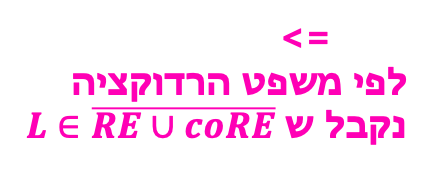 <=
לפי משפט הרדוקציה
נקבל ש $L \in \overline{RE \cup coRE}$